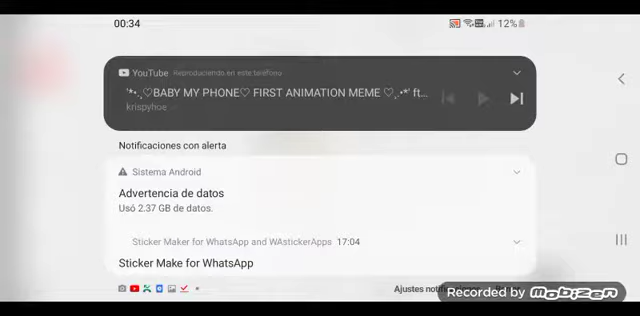 00:34
12%
YouTube Reproduciendo en este teléfono
'*•.¸♡BABY MY PHONE♡ FIRST ANIMATION MEME ♡¸.•*' ft...
krispyhoe
Notificaciones con alerta
Sistema Android
Advertencia de datos
Usó 2.37 GB de datos.
Sticker Maker for WhatsApp and WAstickerApps 17:04
Sticker Make for WhatsApp
Ajustes notif
Recorded by Mobizen